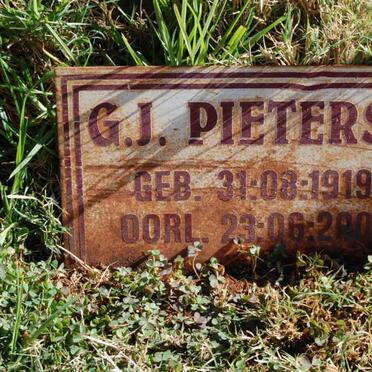 G.J. PIETERS
GEB. 31:08:1919
OORL. 23:06:200